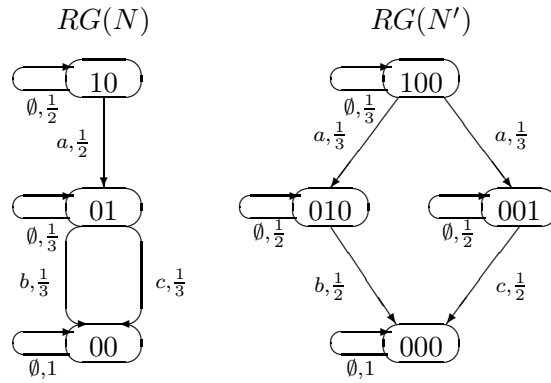 RG(N) RG(N′)
10 100
∅,1/2 ∅,1/3
a,1/2 a,1/3 a,1/3
01 010 001
∅,1/3 ∅,1/2 ∅,1/2
b,1/3 c,1/3 b,1/2 c,1/2
00 000
∅,1 ∅,1